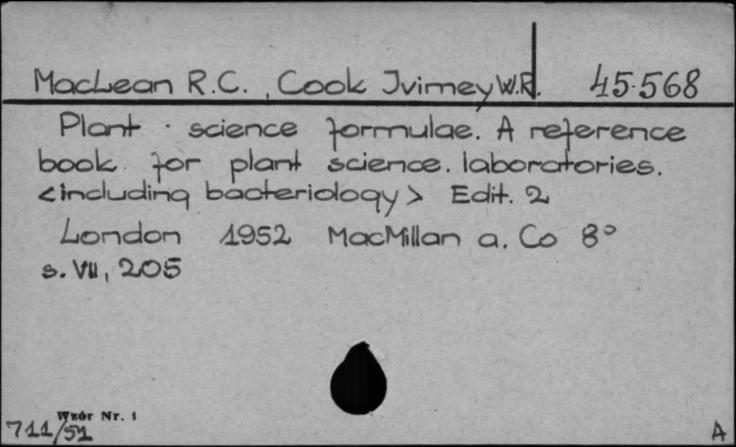 MacLean R.C., Cook Jvimey W.R. 45.568
Plant · science formulae. A reference
book for plant science. laboratories.
<including bacteriology> Edit. 2
London 1952 MacMillan a. Co 8°
s. VII, 205
Wzór Nr. 1
711/51 A